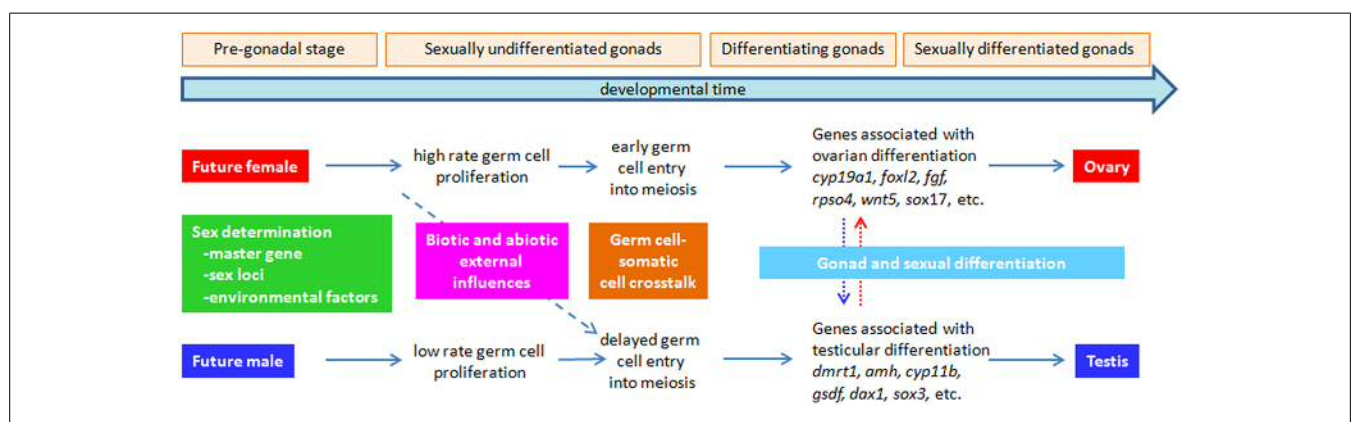 Pre-gonadal stage
Sexually undifferentiated gonads
Differentiating gonads
Sexually differentiated gonads
developmental time
Future female
high rate germ cell
proliferation
early germ
cell entry
into meiosis
Genes associated with
ovarian differentiation
cyp19a1, foxl2, fgf,
rpso4, wnt5, sox17, etc.
Ovary
Sex determination
-master gene
-sex loci
-environmental factors
Biotic and abiotic
external
influences
Germ cell-
somatic
cell crosstalk
Gonad and sexual differentiation
Future male
low rate germ cell
proliferation
delayed germ
cell entry
into meiosis
Genes associated with
testicular differentiation
dmrt1, amh, cyp11b,
gsdf, dax1, sox3, etc.
Testis